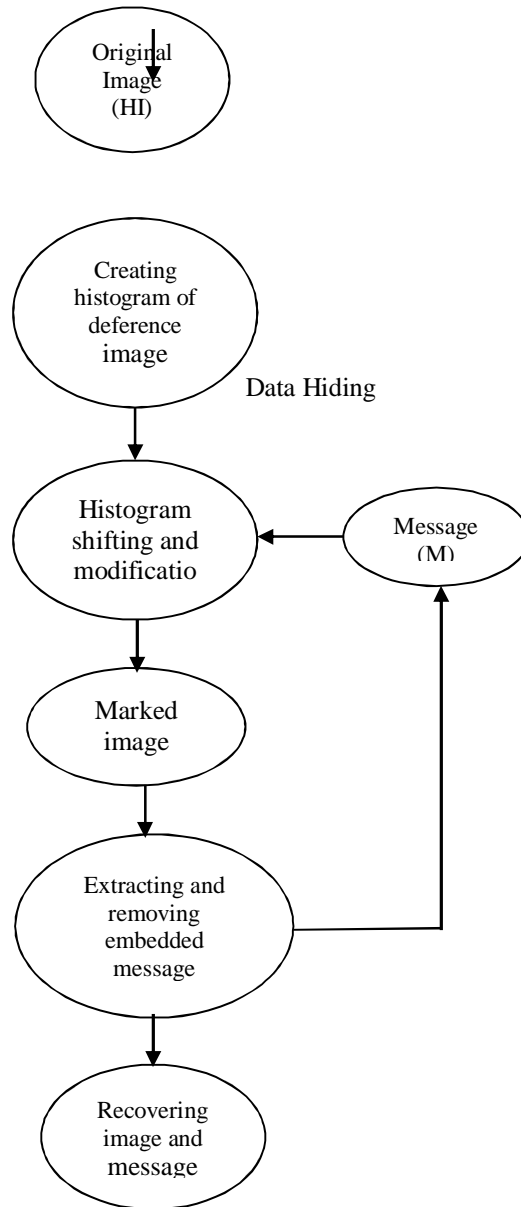 Original
Image
(HI)
Creating
histogram of
deference
image
Data Hiding
Histogram
shifting and
modificatio
Message
(M)
Marked
image
Extracting and
removing
embedded
message
Recovering
image and
message